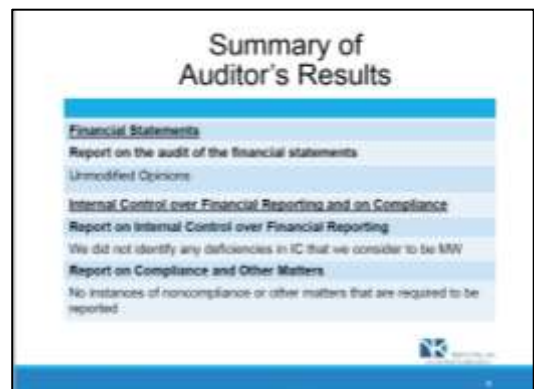 Summary of
Auditor's Results
Financial Statements
Report on the audit of the financial statements
Unmodified Opinions
Internal Control over Financial Reporting and on Compliance
Report on Internal Control over Financial Reporting
We did not identify any deficiencies in IC that we consider to be MW
Report on Compliance and Other Matters
No instances of noncompliance or other matters that are required to be
reported